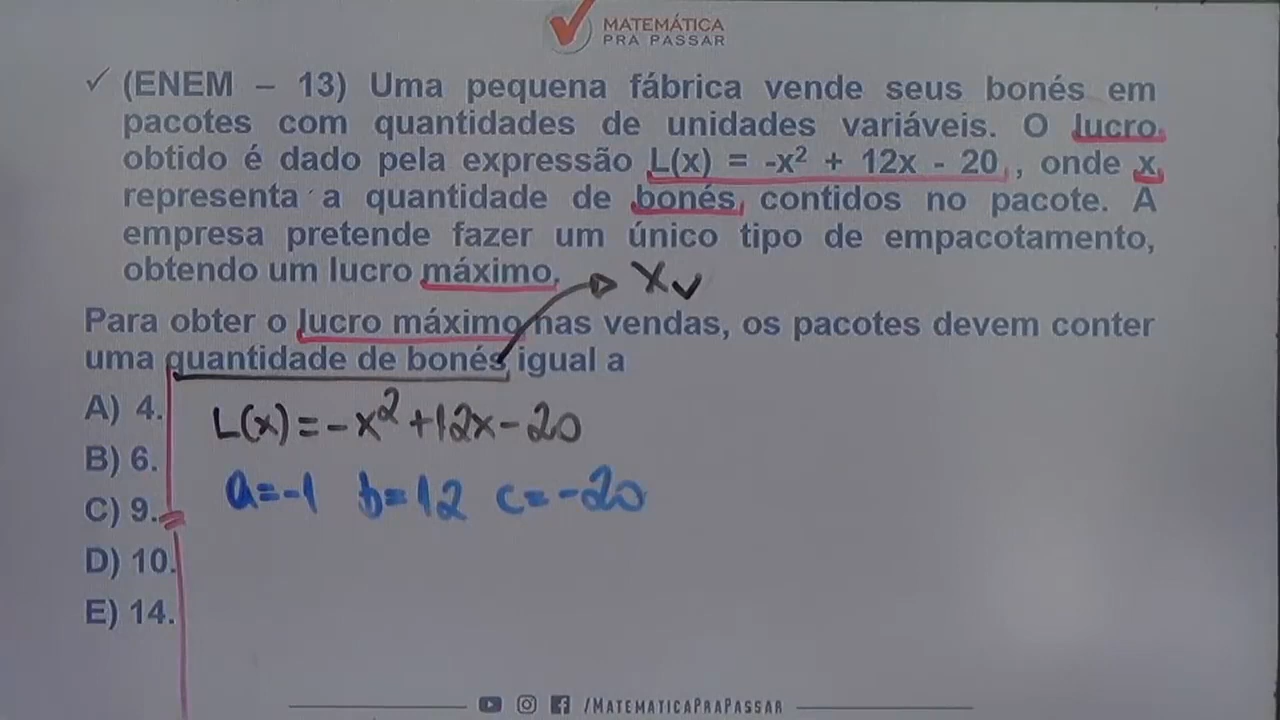 MATEMÁTICA
PRA PASSAR
✓ (ENEM – 13) Uma pequena fábrica vende seus bonés em
pacotes com quantidades de unidades variáveis. O lucro
obtido é dado pela expressão L(x) = -x² + 12x - 20 , onde x
representa a quantidade de bonés contidos no pacote. A
empresa pretende fazer um único tipo de empacotamento,
obtendo um lucro máximo.
Xv
Para obter o lucro máximo nas vendas, os pacotes devem conter
uma quantidade de bonés igual a
A) 4.
L(x) = -x² + 12x - 20
B) 6.
a=-1 b=12 c=-20
C) 9.
D) 10.
E) 14.
/MATEMATICAPRAPASSAR